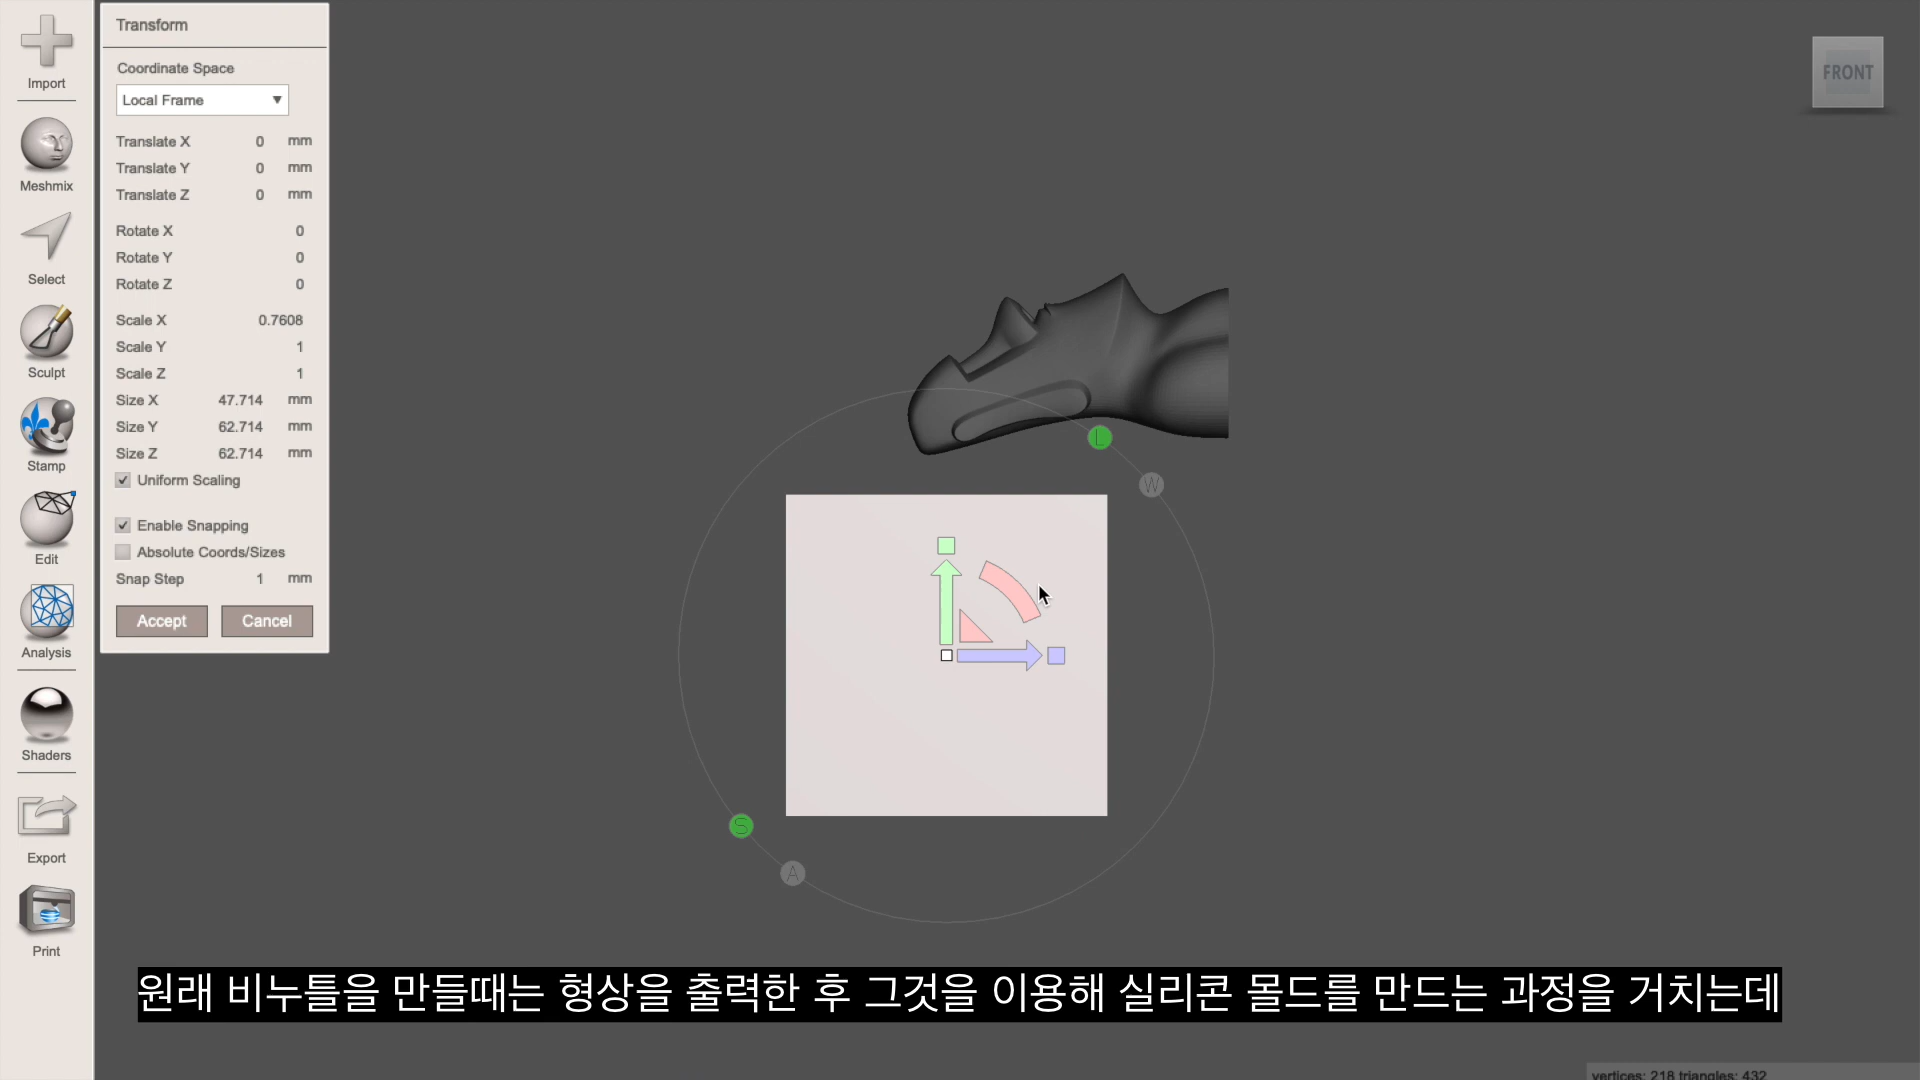 Import
Meshmix
Select
Sculpt
Stamp
Edit
Analysis
Shaders
Export
Print
Transform
Coordinate Space
Local Frame
Translate X 0 mm
Translate Y 0 mm
Translate Z 0 mm
Rotate X 0
Rotate Y 0
Rotate Z 0
Scale X 0.7608
Scale Y 1
Scale Z 1
Size X 47.714 mm
Size Y 62.714 mm
Size Z 62.714 mm
Uniform Scaling
Enable Snapping
Absolute Coords/Sizes
Snap Step 1 mm
Accept Cancel
FRONT
L
W
S
A
원래 비누틀을 만들때는 형상을 출력한 후 그것을 이용해 실리콘 몰드를 만드는 과정을 거치는데
vertices: 218 triangles: 432